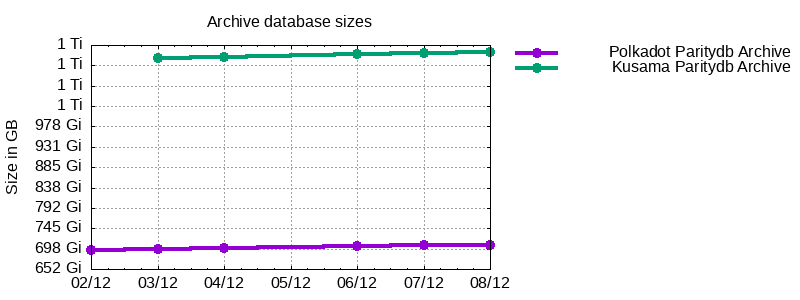 Archive database sizes
1 Ti
1 Ti
1 Ti
1 Ti
978 Gi
931 Gi
885 Gi
838 Gi
792 Gi
745 Gi
698 Gi
652 Gi
Size in GB
02/12 03/12 04/12 05/12 06/12 07/12 08/12
Polkadot Paritydb Archive
Kusama Paritydb Archive